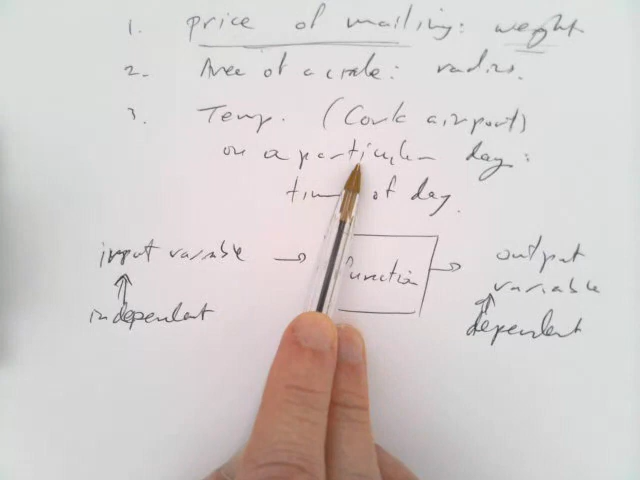 1. price of mailing: weight
2. Area of a circle: radius.
3. Temp. (Cork airport)
on a particular day:
time of day.
input variable → function → output
variable
independent
dependent